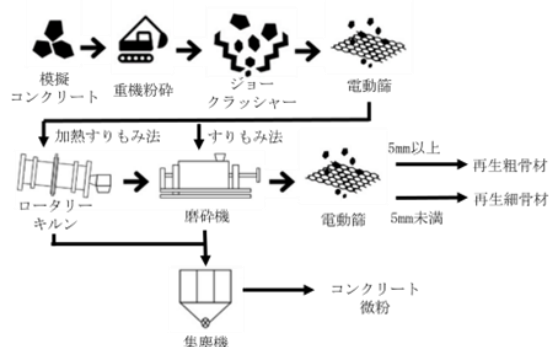 模擬
コンクリート
重機粉砕
ジョー
クラッシャー
電動篩
加熱すりもみ法
すりもみ法
ロータリー
キルン
磨砕機
電動篩
5mm以上
再生粗骨材
再生細骨材
5mm未満
コンクリート
微粉
集塵機